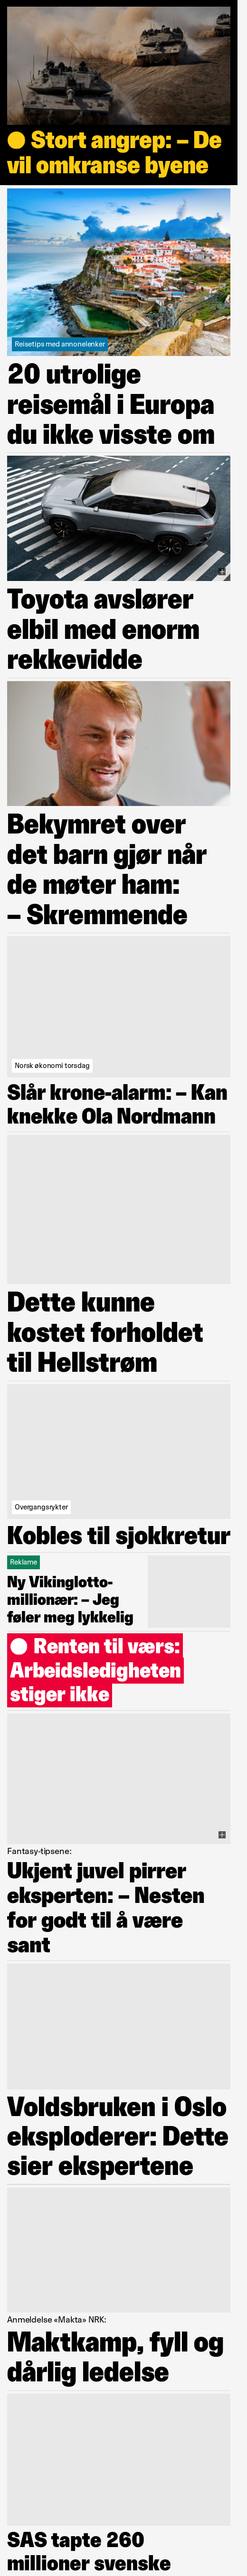 Stort angrep: – De
vil omkranse byene
Reisetips med annonelenker
20 utrolige
reisemål i Europa
du ikke visste om
Toyota avslører
elbil med enorm
rekkevidde
Bekymret over
det barn gjør når
de møter ham:
– Skremmende
Norsk økonomi torsdag
Slår krone-alarm: – Kan
knekke Ola Nordmann
Dette kunne
kostet forholdet
til Hellstrøm
Overgangsrykter
Kobles til sjokkretur
Reklame
Ny Vikinglotto-
millionær: – Jeg
føler meg lykkelig
Renten til værs:
Arbeidsledigheten
stiger ikke
Fantasy-tipsene:
Ukjent juvel pirrer
eksperten: – Nesten
for godt til å være
sant
Voldsbruken i Oslo
eksploderer: Dette
sier ekspertene
Anmeldelse «Makta» NRK:
Maktkamp, fyll og
dårlig ledelse
SAS tapte 260
millioner svenske